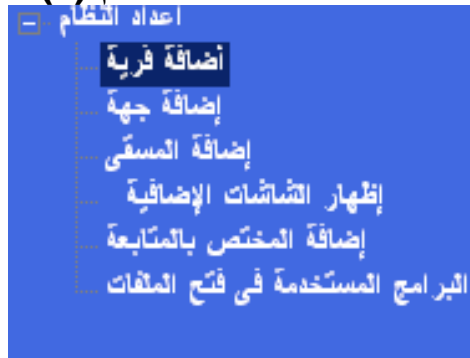 اعداد النظام
أضافة قرية
إضافة جهة
إضافة المسقى
إظهار الشاشات الإضافية
إضافة المختص بالمتابعة
البرامج المستخدمة فى فتح الملفات